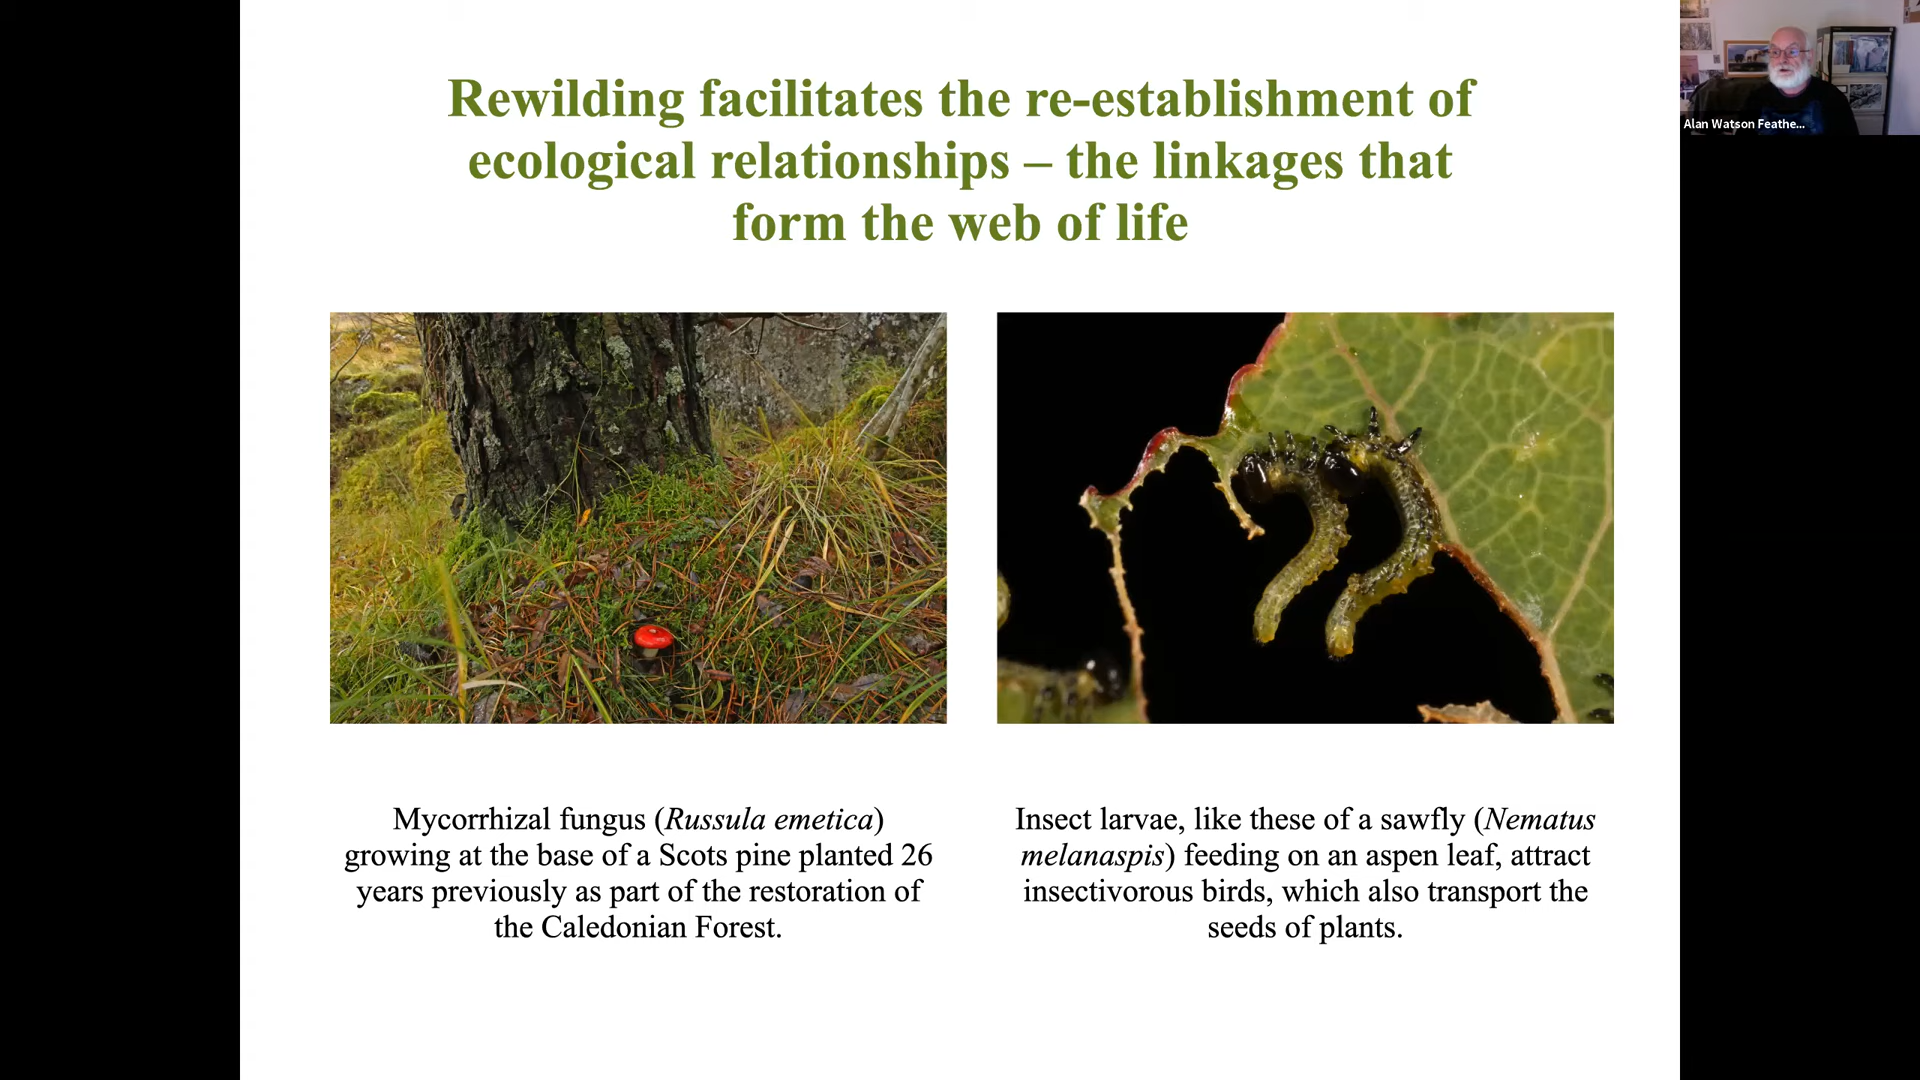 Rewilding facilitates the re-establishment of
ecological relationships – the linkages that
form the web of life
Alan Watson Feathe...
Mycorrhizal fungus (Russula emetica)
growing at the base of a Scots pine planted 26
years previously as part of the restoration of
the Caledonian Forest.
Insect larvae, like these of a sawfly (Nematus
melanaspis) feeding on an aspen leaf, attract
insectivorous birds, which also transport the
seeds of plants.